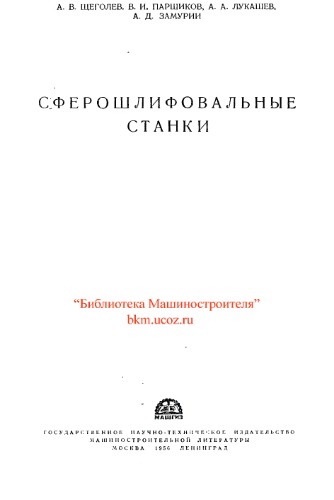 А. В. ЩЕГОЛЕВ, В. И. ПАРШИКОВ, А. А. ЛУКАШЕВ,
А. Д. ЗАМУРИИ
СФЕРОШЛИФОВАЛЬНЫЕ
СТАНКИ
“Библиотека Машиностроителя”
bkm.ucoz.ru
МАШГИЗ
ГОСУДАРСТВЕННОЕ НАУЧНО-ТЕХНИЧЕСКОЕ ИЗДАТЕЛЬСТВО
МАШИНОСТРОИТЕЛЬНОЙ ЛИТЕРАТУРЫ
МОСКВА 1956 ЛЕНИНГРАД